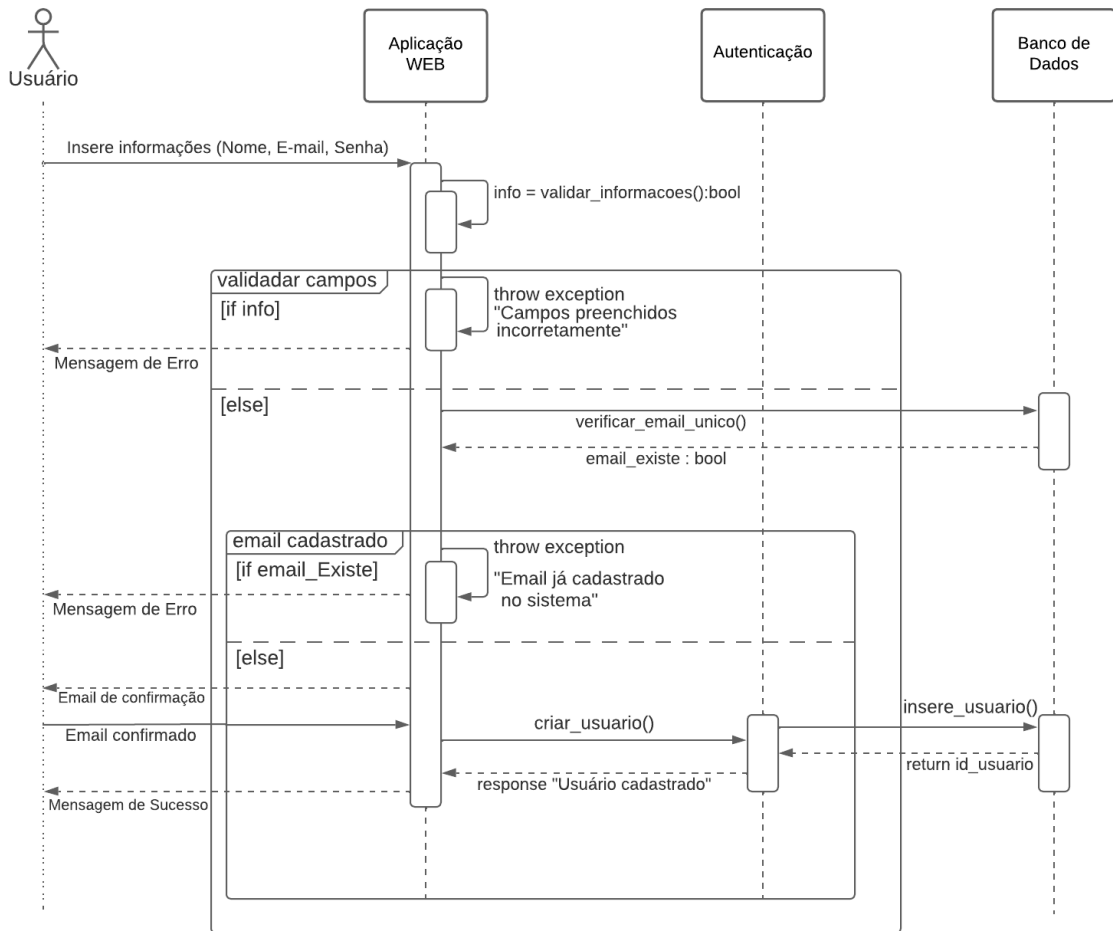 Usuário
Aplicação
WEB
Autenticação
Banco de
Dados
Insere informações (Nome, E-mail, Senha)
info = validar_informacoes():bool
validadar campos
[if info]
throw exception
"Campos preenchidos
incorretamente"
Mensagem de Erro
[else]
verificar_email_unico()
email_existe : bool
email cadastrado
[if email_Existe]
throw exception
"Email já cadastrado
no sistema"
Mensagem de Erro
[else]
Email de confirmação
Email confirmado
criar_usuario()
insere_usuario()
return id_usuario
response "Usuário cadastrado"
Mensagem de Sucesso